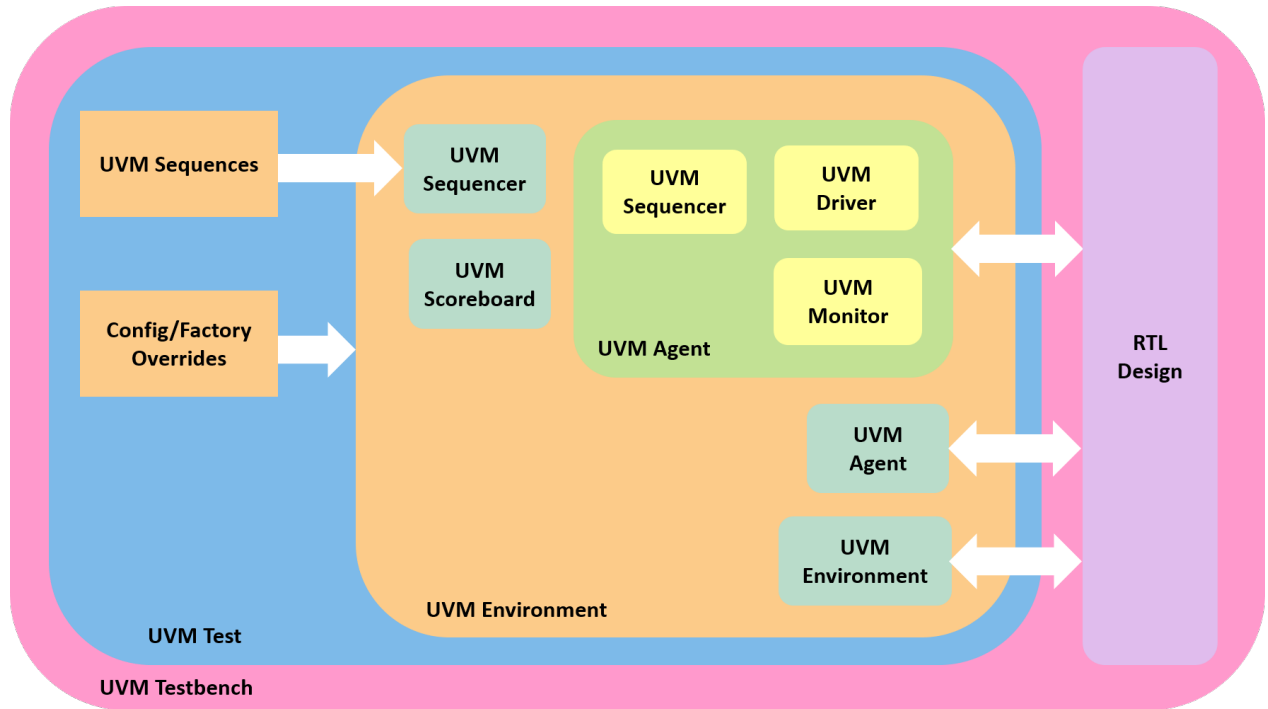 UVM Sequences
Config/Factory
Overrides
UVM
Sequencer
UVM
Scoreboard
UVM
Sequencer
UVM
Driver
UVM
Monitor
UVM Agent
UVM
Agent
UVM
Environment
UVM Environment
UVM Test
UVM Testbench
RTL
Design